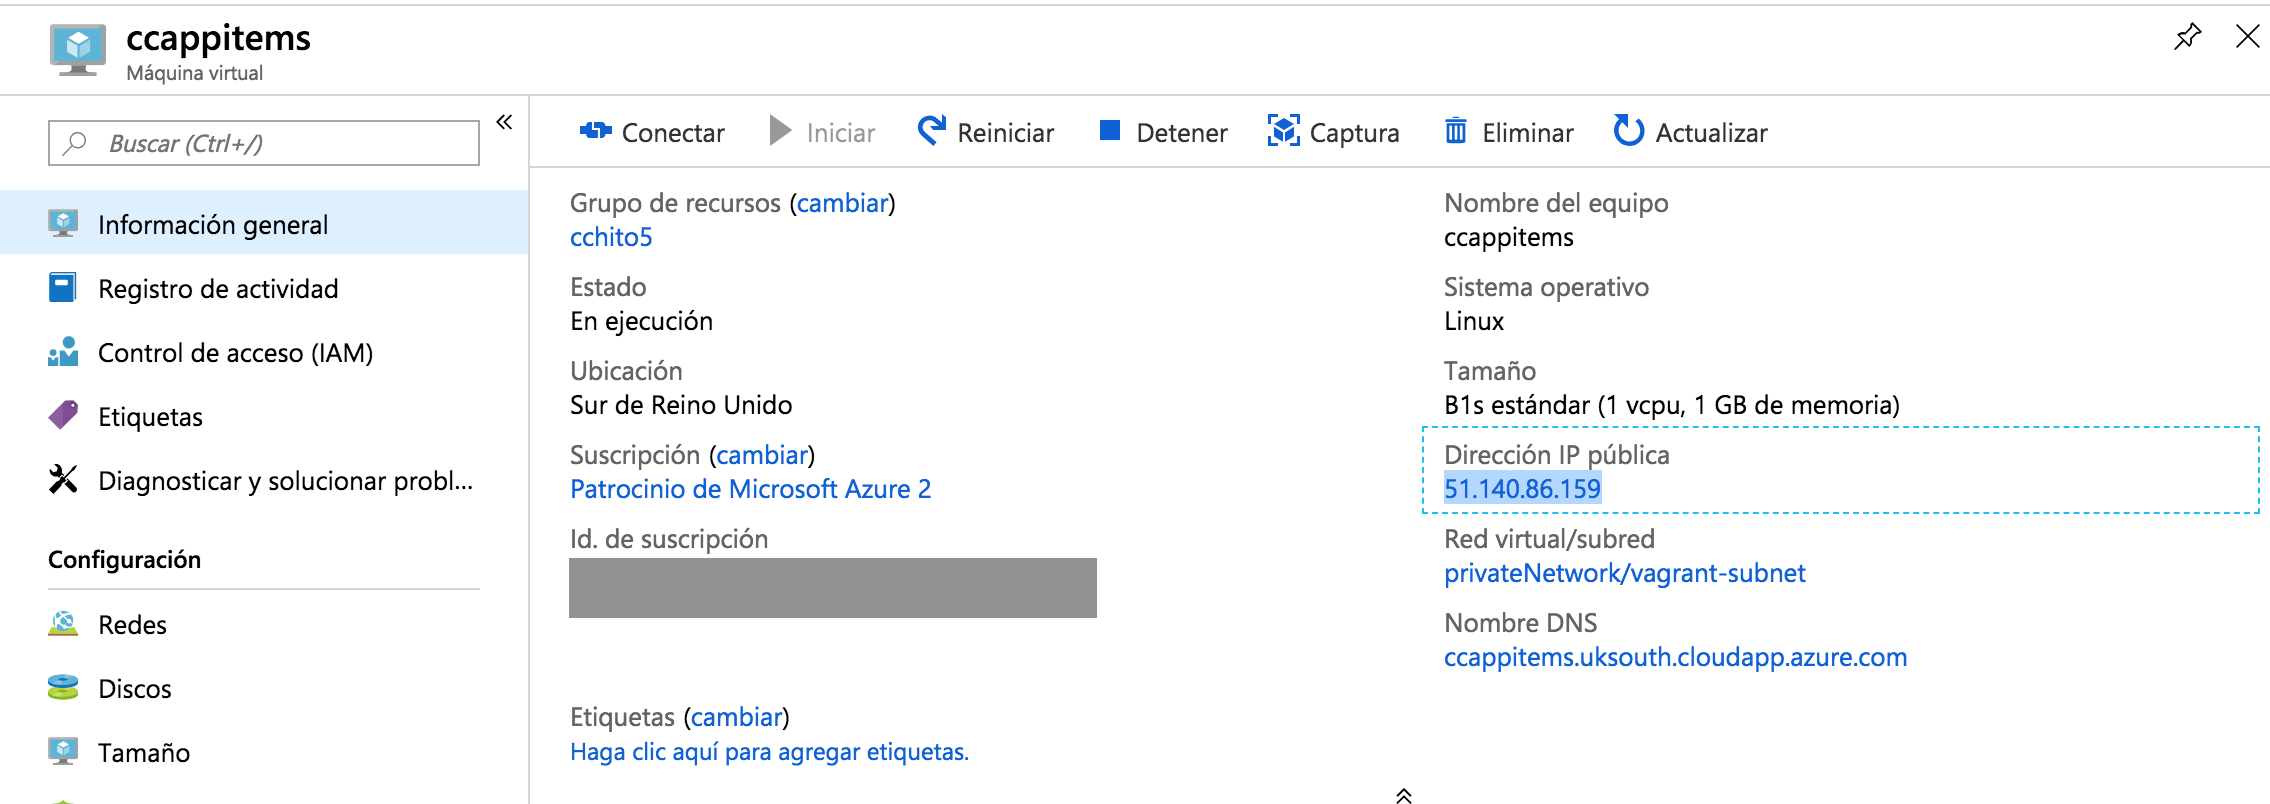 ccappitems
Máquina virtual
Buscar (Ctrl+/)
«
Información general
Registro de actividad
Control de acceso (IAM)
Etiquetas
Diagnosticar y solucionar probl...
Configuración
Redes
Discos
Tamaño
Conectar Iniciar Reiniciar Detener Captura Eliminar Actualizar
Grupo de recursos (cambiar)
cchito5
Estado
En ejecución
Ubicación
Sur de Reino Unido
Suscripción (cambiar)
Patrocinio de Microsoft Azure 2
Id. de suscripción
Etiquetas (cambiar)
Haga clic aquí para agregar etiquetas.
Nombre del equipo
ccappitems
Sistema operativo
Linux
Tamaño
B1s estándar (1 vcpu, 1 GB de memoria)
Dirección IP pública
51.140.86.159
Red virtual/subred
privateNetwork/vagrant-subnet
Nombre DNS
ccappitems.uksouth.cloudapp.azure.com